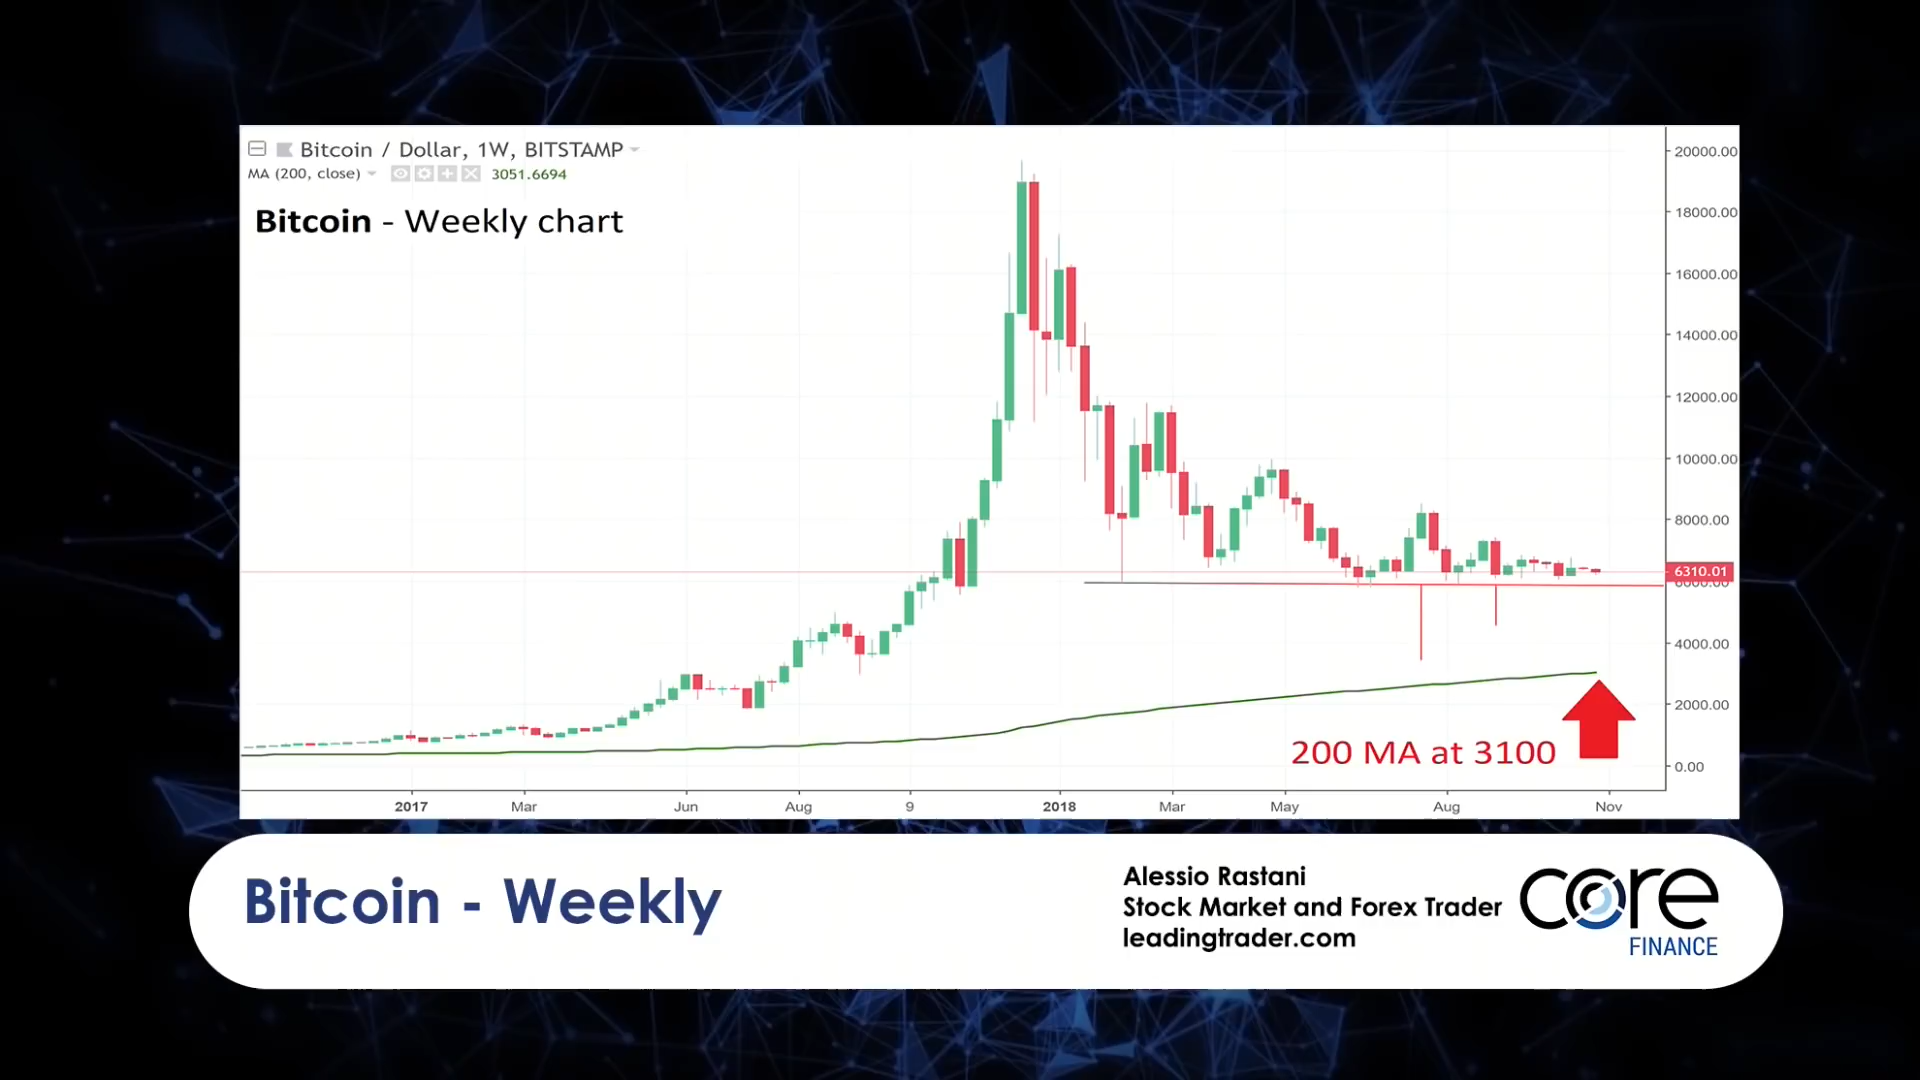 Bitcoin / Dollar, 1W, BITSTAMP
MA (200, close) 3051.6694
Bitcoin - Weekly chart
20000.00
18000.00
16000.00
14000.00
12000.00
10000.00
8000.00
6310.01
6000.00
4000.00
2000.00
0.00
200 MA at 3100
2017 Mar Jun Aug 9 2018 Mar May Aug Nov
Bitcoin - Weekly
Alessio Rastani
Stock Market and Forex Trader
leadingtrader.com
core
FINANCE